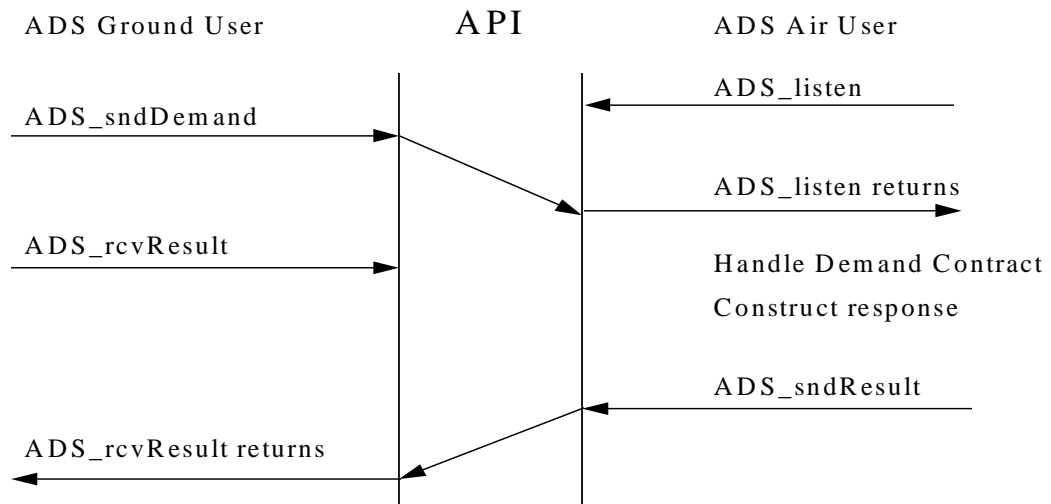 ADS Ground User
API
ADS Air User
ADS_listen
ADS_sndDemand
ADS_listen returns
ADS_rcvResult
Handle Demand Contract
Construct response
ADS_sndResult
ADS_rcvResult returns